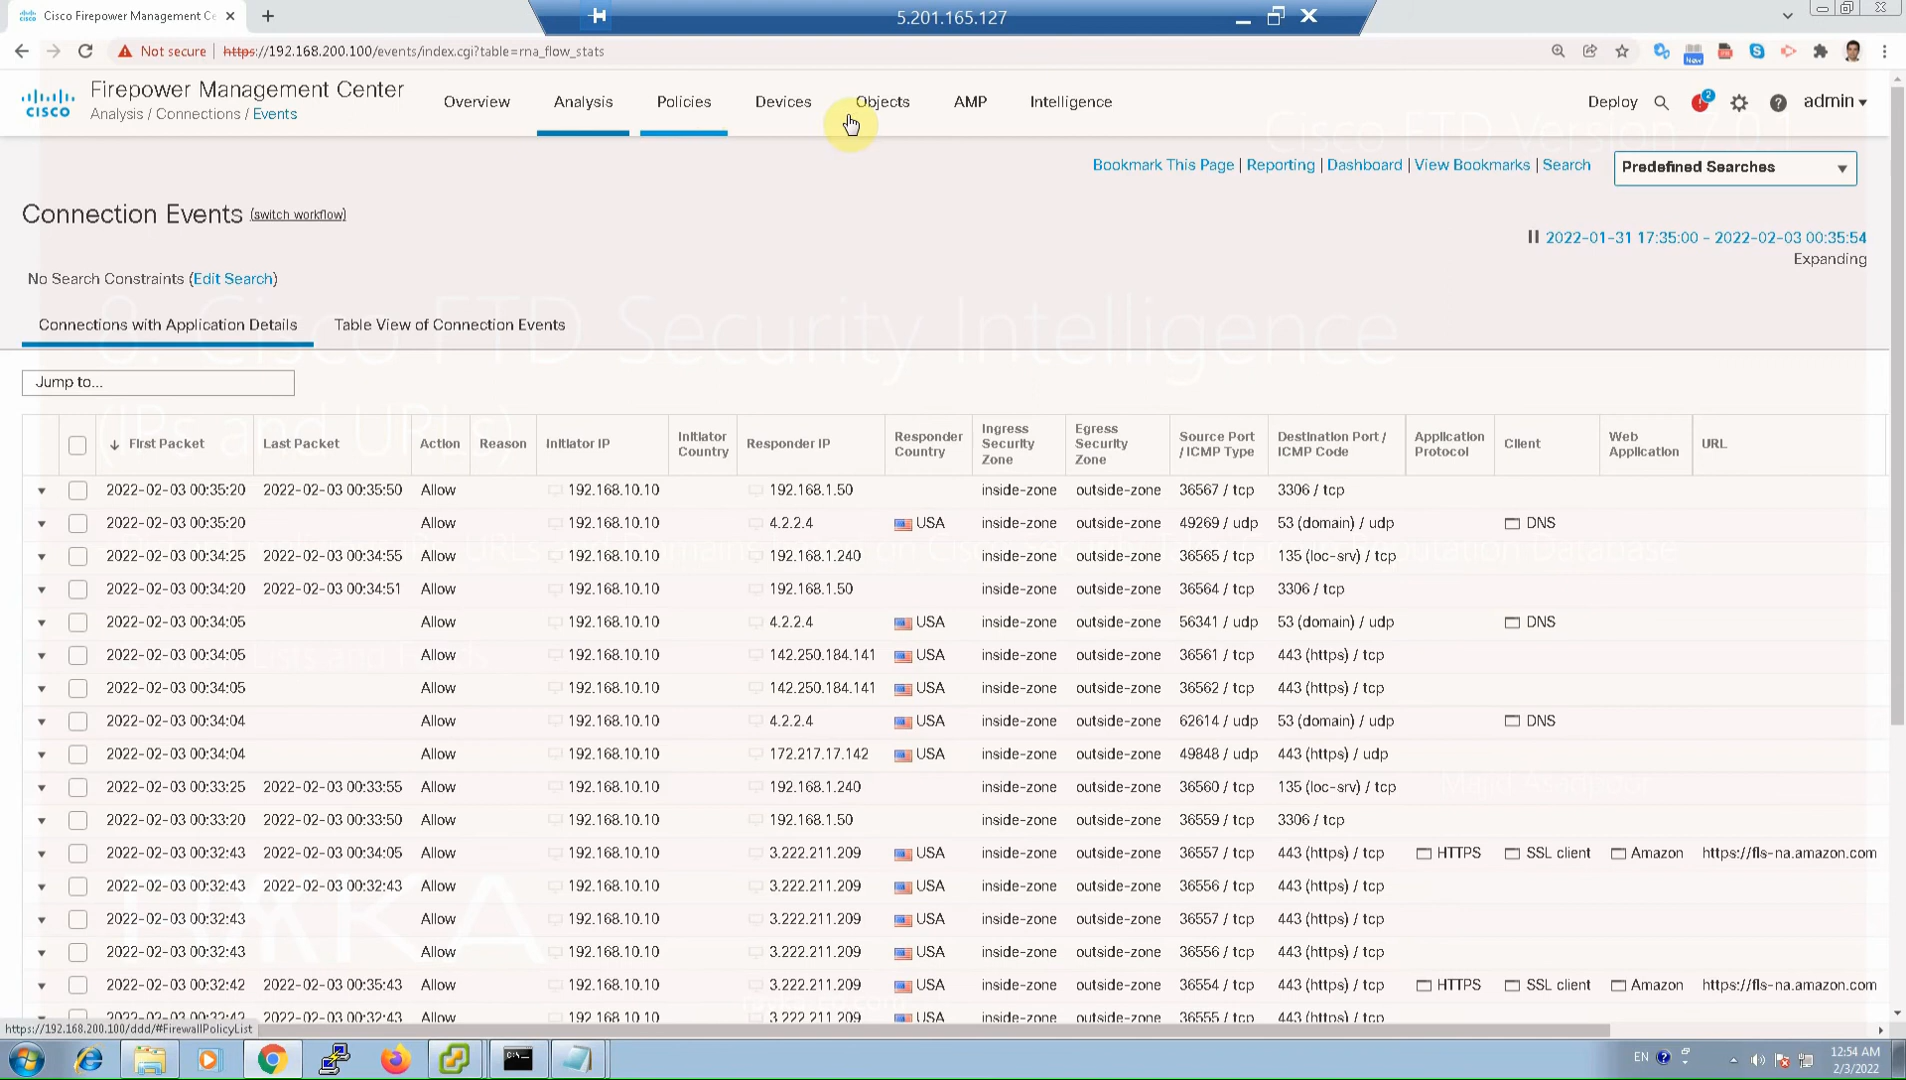 Cisco Firepower Management Ce
5.201.165.127
Not secure
https://192.168.200.100/events/index.cgi?table=rna_flow_stats
New
cisco
Firepower Management Center
Analysis / Connections / Events
Overview
Analysis
Policies
Devices
Objects
AMP
Intelligence
Deploy
2
admin
Cisco FTD Version 7.0.1
Bookmark This Page | Reporting | Dashboard | View Bookmarks | Search
Predefined Searches
Connection Events (switch workflow)
2022-01-31 17:35:00 - 2022-02-03 00:35:54
Expanding
No Search Constraints (Edit Search)
8. Cisco FTD Security Intelligence
(IPs and URLs)
Connections with Application Details
Table View of Connection Events
Jump to...
First Packet Last Packet Action Reason Initiator IP Initiator Country Responder IP Responder Country Ingress Security Zone Egress Security Zone Source Port / ICMP Type Destination Port / ICMP Code Application Protocol Client Web Application URL
2022-02-03 00:35:20 2022-02-03 00:35:50 Allow 192.168.10.10 192.168.1.50 inside-zone outside-zone 36567 / tcp 3306 / tcp
2022-02-03 00:35:20 Allow 192.168.10.10 4.2.2.4 USA inside-zone outside-zone 49269 / udp 53 (domain) / udp DNS
2022-02-03 00:34:25 2022-02-03 00:34:55 Allow 192.168.10.10 192.168.1.240 inside-zone outside-zone 36565 / tcp 135 (loc-srv) / tcp
2022-02-03 00:34:20 2022-02-03 00:34:51 Allow 192.168.10.10 192.168.1.50 inside-zone outside-zone 36564 / tcp 3306 / tcp
2022-02-03 00:34:05 Allow 192.168.10.10 4.2.2.4 USA inside-zone outside-zone 56341 / udp 53 (domain) / udp DNS
2022-02-03 00:34:05 Allow 192.168.10.10 142.250.184.141 USA inside-zone outside-zone 36561 / tcp 443 (https) / tcp
2022-02-03 00:34:05 Allow 192.168.10.10 142.250.184.141 USA inside-zone outside-zone 36562 / tcp 443 (https) / tcp
2022-02-03 00:34:04 Allow 192.168.10.10 4.2.2.4 USA inside-zone outside-zone 62614 / udp 53 (domain) / udp DNS
2022-02-03 00:34:04 Allow 192.168.10.10 172.217.17.142 USA inside-zone outside-zone 49848 / udp 443 (https) / udp
2022-02-03 00:33:25 2022-02-03 00:33:55 Allow 192.168.10.10 192.168.1.240 inside-zone outside-zone 36560 / tcp 135 (loc-srv) / tcp
2022-02-03 00:33:20 2022-02-03 00:33:50 Allow 192.168.10.10 192.168.1.50 inside-zone outside-zone 36559 / tcp 3306 / tcp
2022-02-03 00:32:43 2022-02-03 00:34:05 Allow 192.168.10.10 3.222.211.209 USA inside-zone outside-zone 36557 / tcp 443 (https) / tcp HTTPS SSL client Amazon https://fls-na.amazon.com
2022-02-03 00:32:43 2022-02-03 00:32:43 Allow 192.168.10.10 3.222.211.209 USA inside-zone outside-zone 36556 / tcp 443 (https) / tcp
2022-02-03 00:32:43 Allow 192.168.10.10 3.222.211.209 USA inside-zone outside-zone 36557 / tcp 443 (https) / tcp
2022-02-03 00:32:43 Allow 192.168.10.10 3.222.211.209 USA inside-zone outside-zone 36556 / tcp 443 (https) / tcp
2022-02-03 00:32:42 2022-02-03 00:35:43 Allow 192.168.10.10 3.222.211.209 USA inside-zone outside-zone 36554 / tcp 443 (https) / tcp HTTPS SSL client Amazon https://fls-na.amazon.com
2022-02-03 00:32:42 2022-02-03 00:32:43 Allow 192.168.10.10 3.222.211.209 USA inside-zone outside-zone 36555 / tcp 443 (https) / tcp
https://192.168.200.100/ddd/#FirewallPolicyList
EN
12:54 AM
2/3/2022